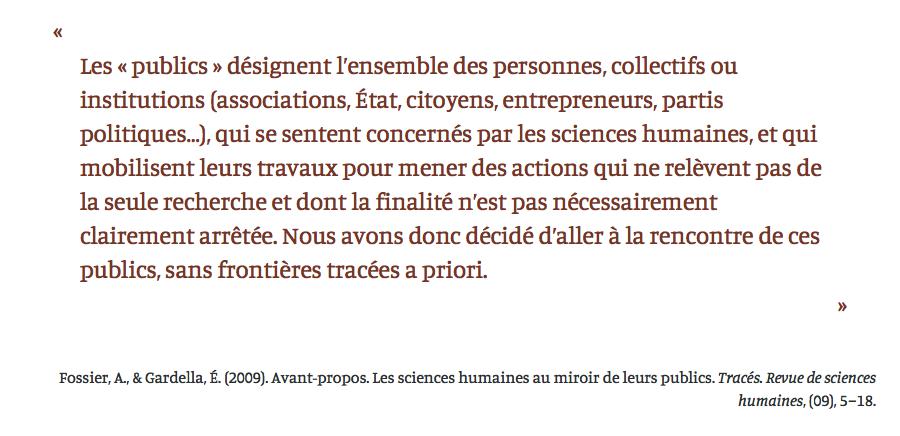 «
Les « publics » désignent l’ensemble des personnes, collectifs ou
institutions (associations, État, citoyens, entrepreneurs, partis
politiques…), qui se sentent concernés par les sciences humaines, et qui
mobilisent leurs travaux pour mener des actions qui ne relèvent pas de
la seule recherche et dont la finalité n’est pas nécessairement
clairement arrêtée. Nous avons donc décidé d’aller à la rencontre de ces
publics, sans frontières tracées a priori.
»
Fossier, A., & Gardella, É. (2009). Avant-propos. Les sciences humaines au miroir de leurs publics. Tracés. Revue de sciences
humaines, (09), 5–18.